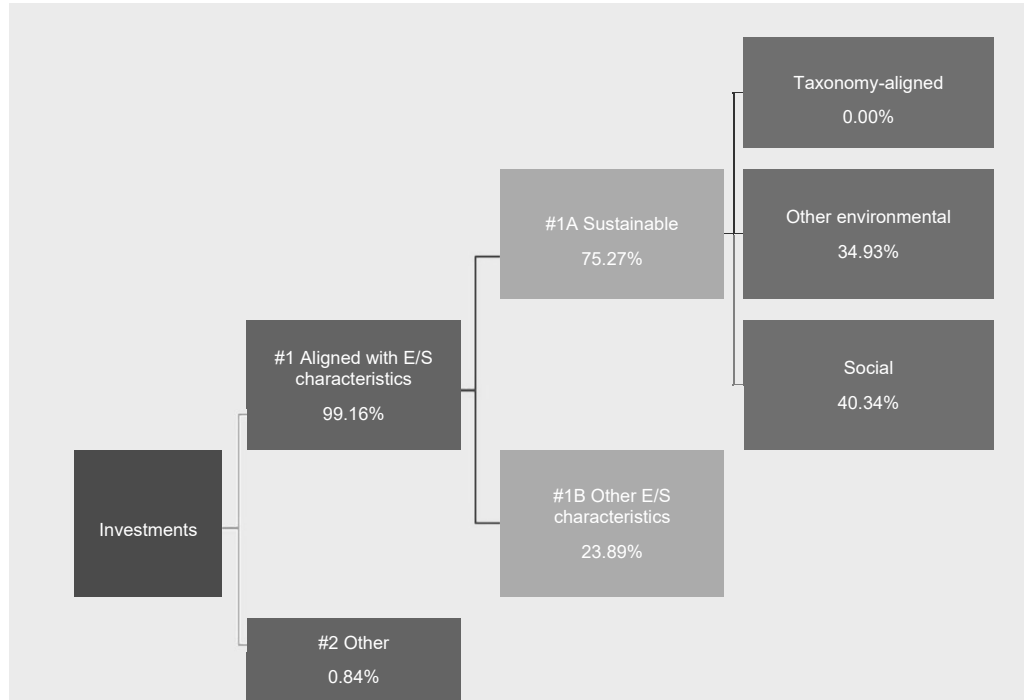 Taxonomy-aligned
0.00%
#1A Sustainable
75.27%
Other environmental
34.93%
#1 Aligned with E/S
characteristics
99.16%
Social
40.34%
Investments
#1B Other E/S
characteristics
23.89%
#2 Other
0.84%